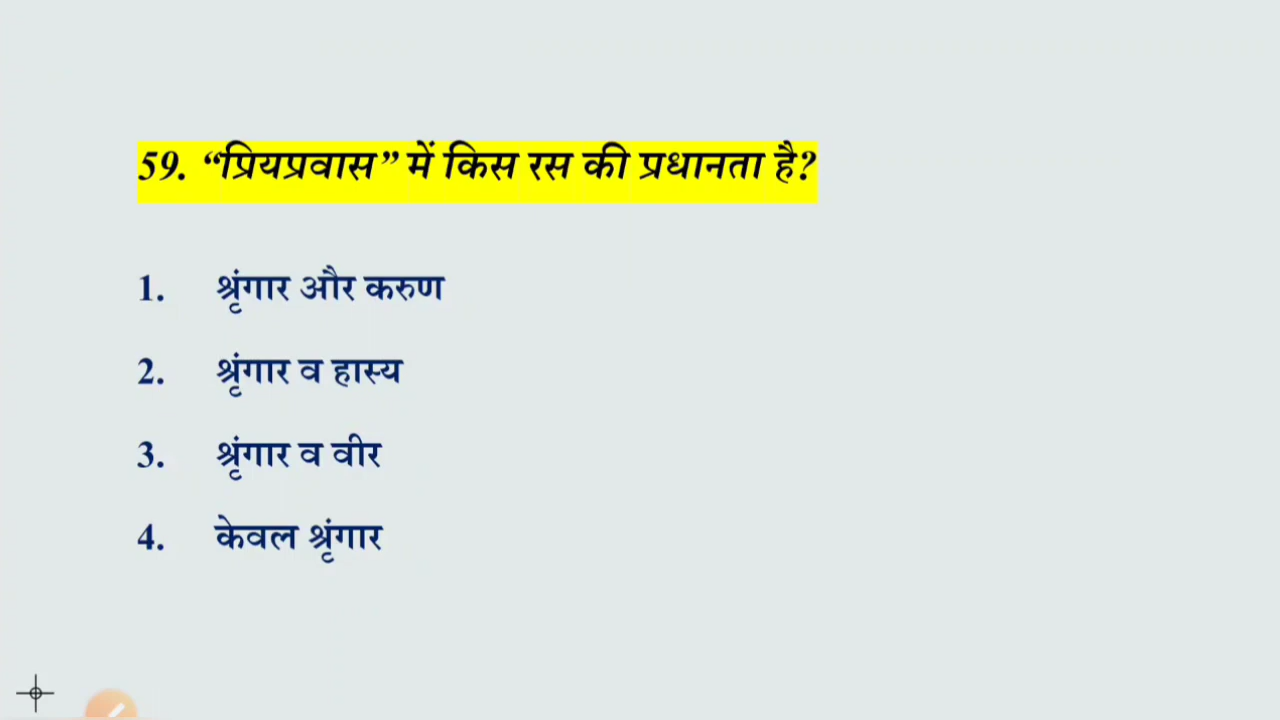 59. “प्रियप्रवास” में किस रस की प्रधानता है?
1. श्रृंगार और करुण
2. श्रृंगार व हास्य
3. श्रृंगार व वीर
4. केवल श्रृंगार